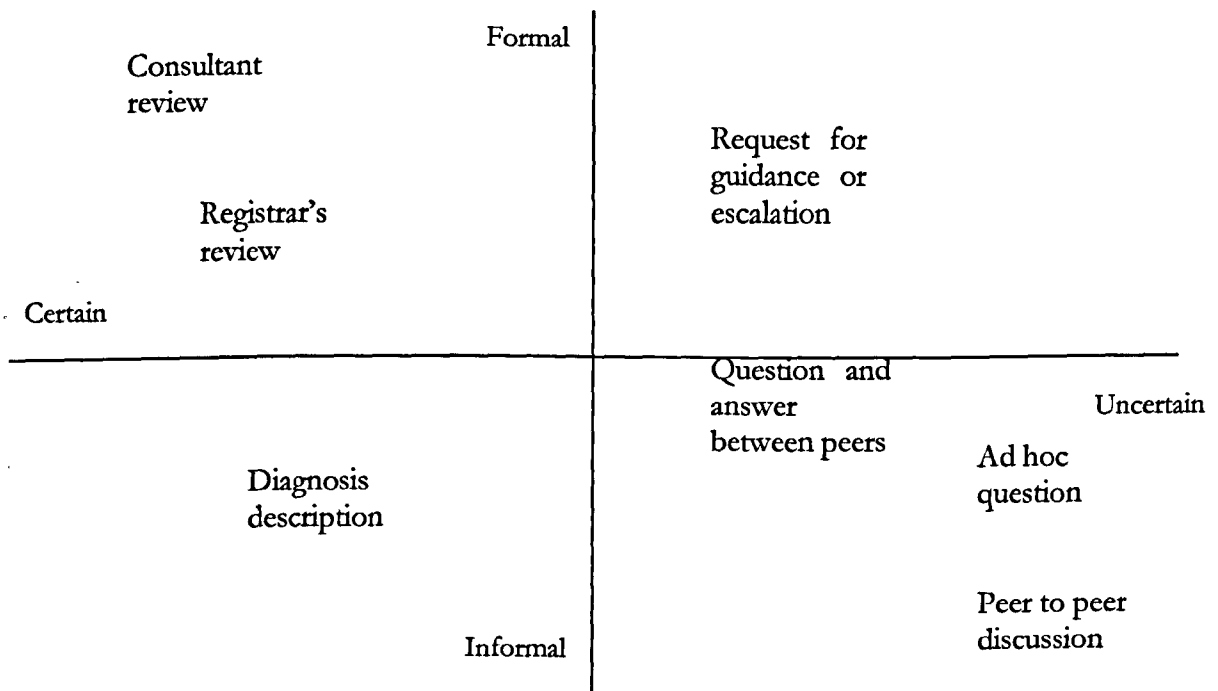 Formal
Consultant
review
Request for
guidance or
escalation
Registrar's
review
Certain
Question and
answer
between peers
Uncertain
Ad hoc
question
Diagnosis
description
Peer to peer
discussion
Informal